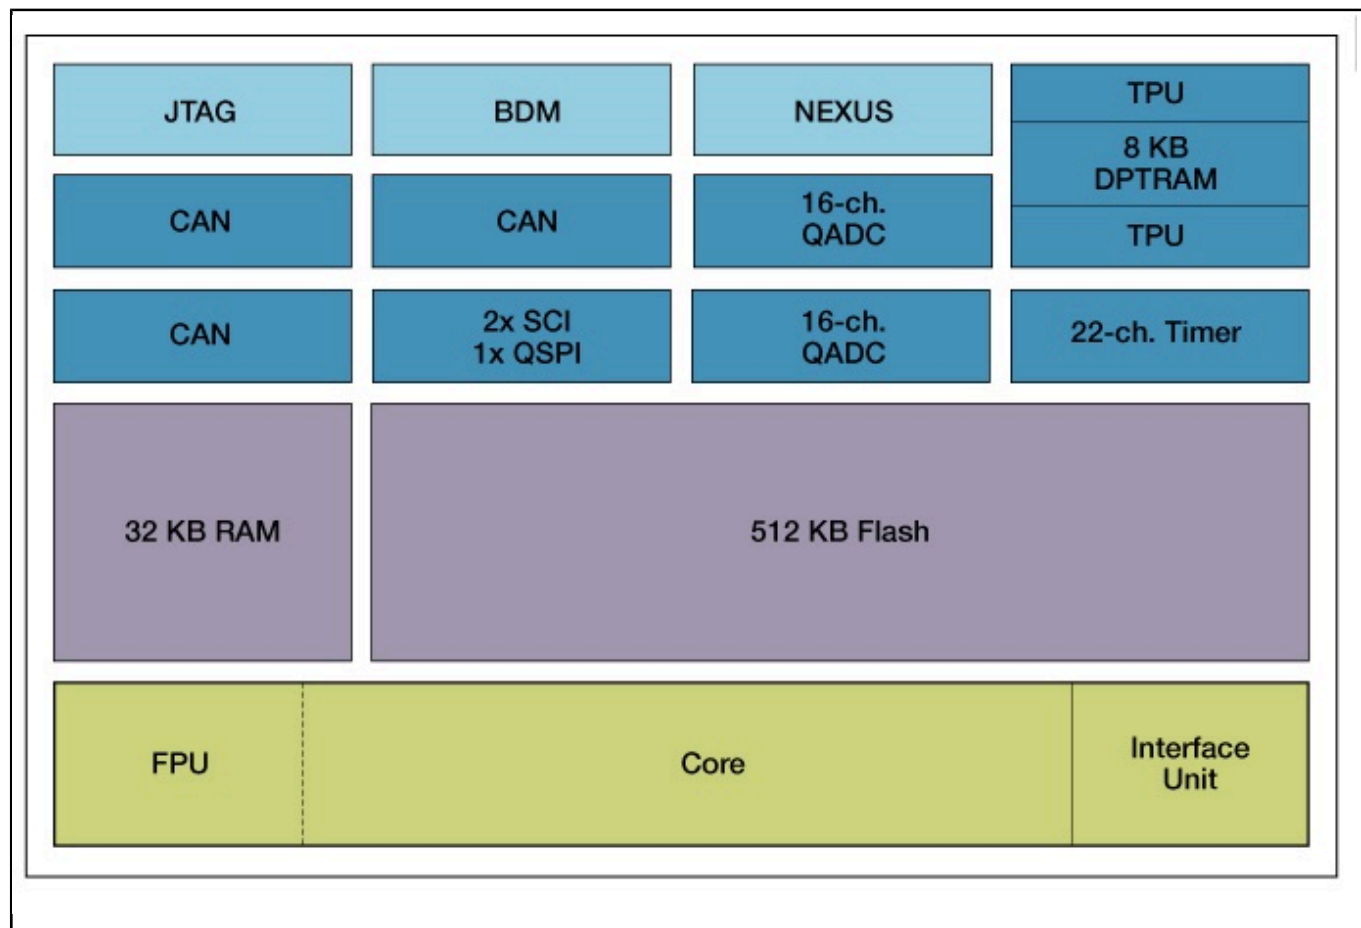 JTAG
BDM
NEXUS
TPU
8 KB
DPTRAM
TPU
CAN
CAN
16-ch.
QADC
CAN
2x SCI
1x QSPI
16-ch.
QADC
22-ch. Timer
32 KB RAM
512 KB Flash
FPU
Core
Interface
Unit